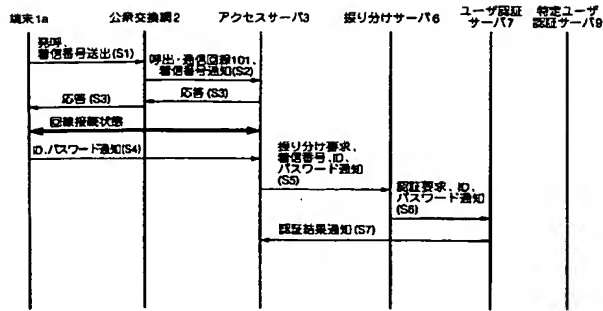 端末1a
公衆交換網2
アクセスサーバ3
振り分けサーバ6
ユーザ認証
サーバ7
特定ユーザ
認証サーバ9
発呼、
着信番号送出(S1)
呼出・通信回線101、
着信番号通知(S2)
応答(S3)
応答(S3)
回線接続状態
ID、パスワード通知(S4)
振り分け要求、
着信番号、ID、
パスワード通知
(S5)
認証要求、ID、
パスワード通知
(S6)
認証結果通知(S7)